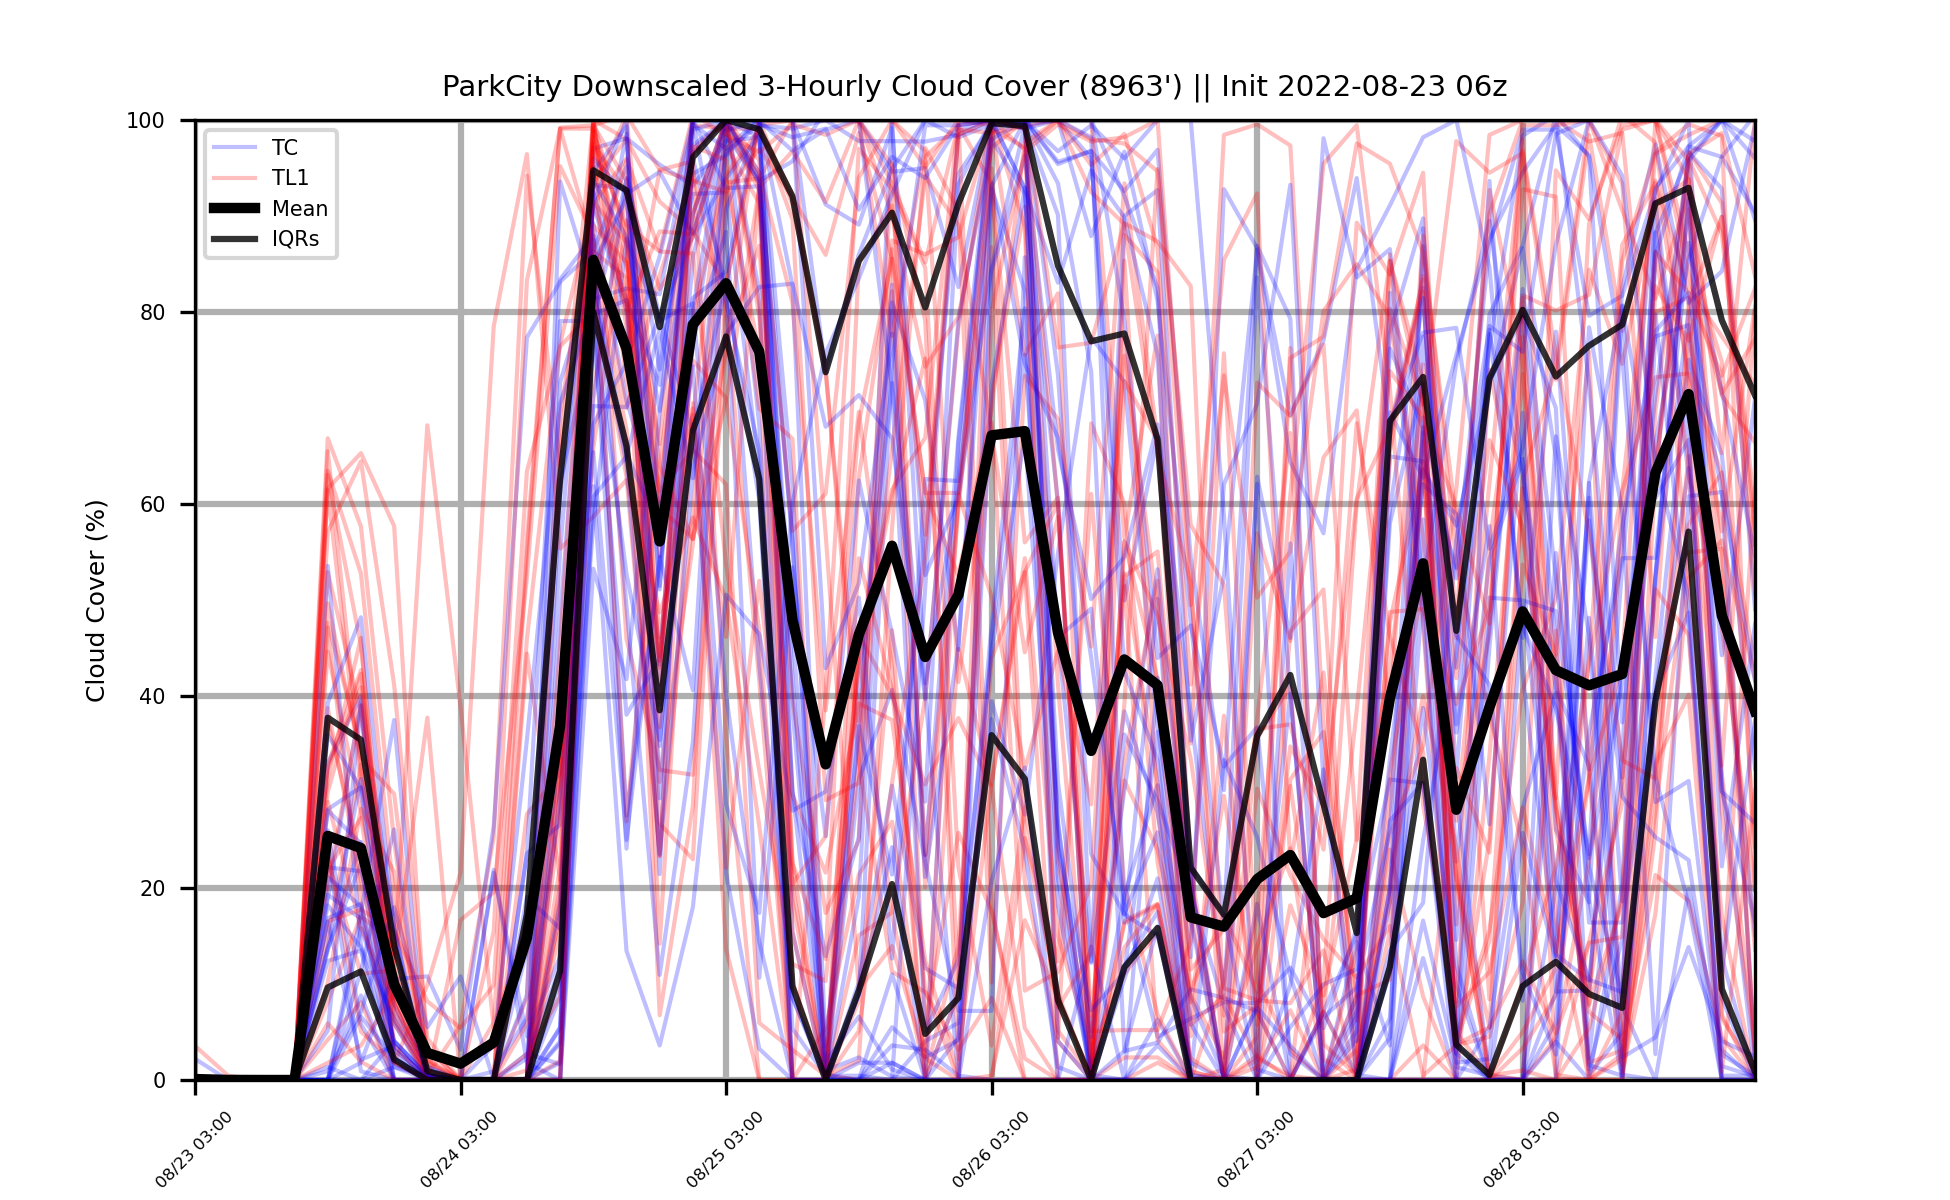 ParkCity Downscaled 3-Hourly Cloud Cover (8963') || Init 2022-08-23 06z
100
80
60
40
20
0
Cloud Cover (%)
TC
TL1
Mean
IQRs
08/23 03:00
08/24 03:00
08/25 03:00
08/26 03:00
08/27 03:00
08/28 03:00